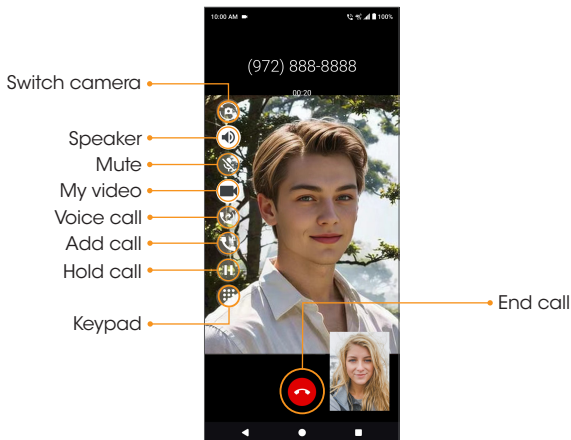 10:00 AM
100%
(972) 888-8888
00:20
Switch camera
Speaker
Mute
My video
Voice call
Add call
Hold call
Keypad
End call